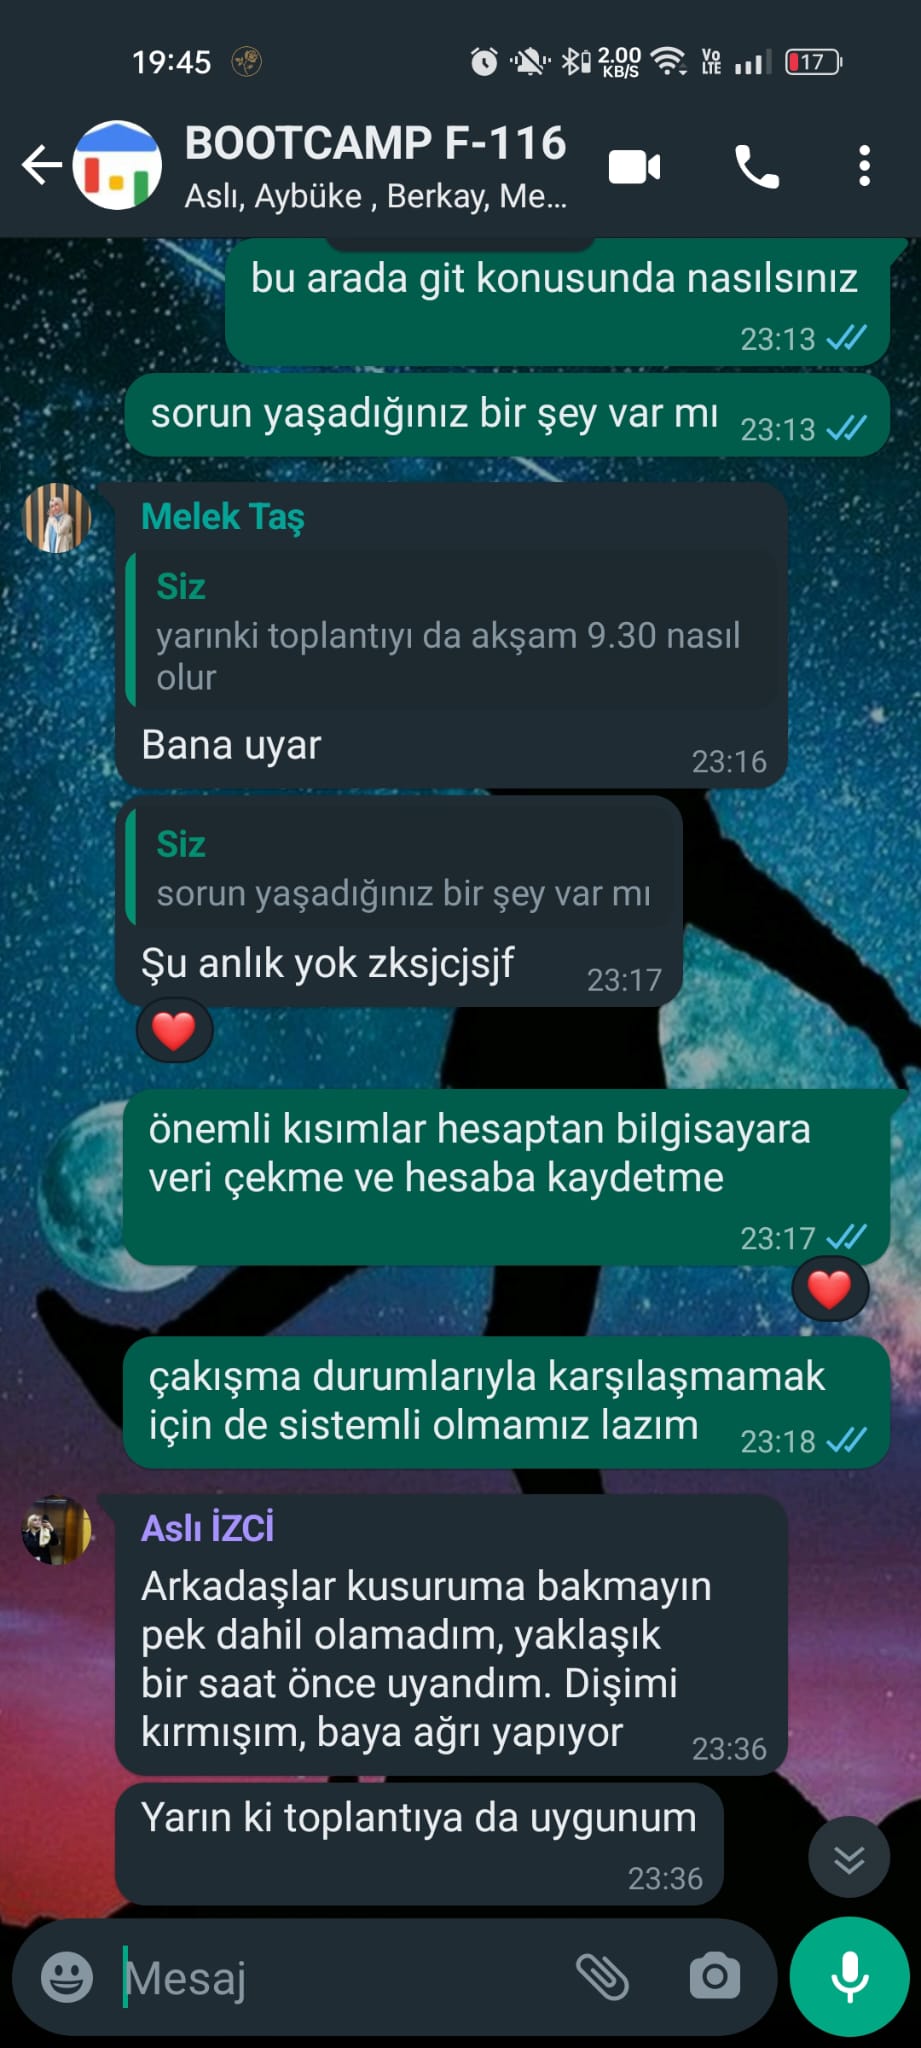 19:45
2.00
KB/S
Vo
LTE
17
BOOTCAMP F-116
Aslı, Aybüke , Berkay, Me...
bu arada git konusunda nasılsınız
23:13
sorun yaşadığınız bir şey var mı
23:13
Melek Taş
Siz
yarınki toplantıyı da akşam 9.30 nasıl
olur
Bana uyar
23:16
Siz
sorun yaşadığınız bir şey var mı
Şu anlık yok zksjcjsjf
23:17
önemli kısımlar hesaptan bilgisayara
veri çekme ve hesaba kaydetme
23:17
çakışma durumlarıyla karşılaşmamak
için de sistemli olmamız lazım
23:18
Aslı İZCİ
Arkadaşlar kusuruma bakmayın
pek dahil olamadım, yaklaşık
bir saat önce uyandım. Dişimi
kırmışım, baya ağrı yapıyor
23:36
Yarın ki toplantıya da uygunum
23:36
Mesaj